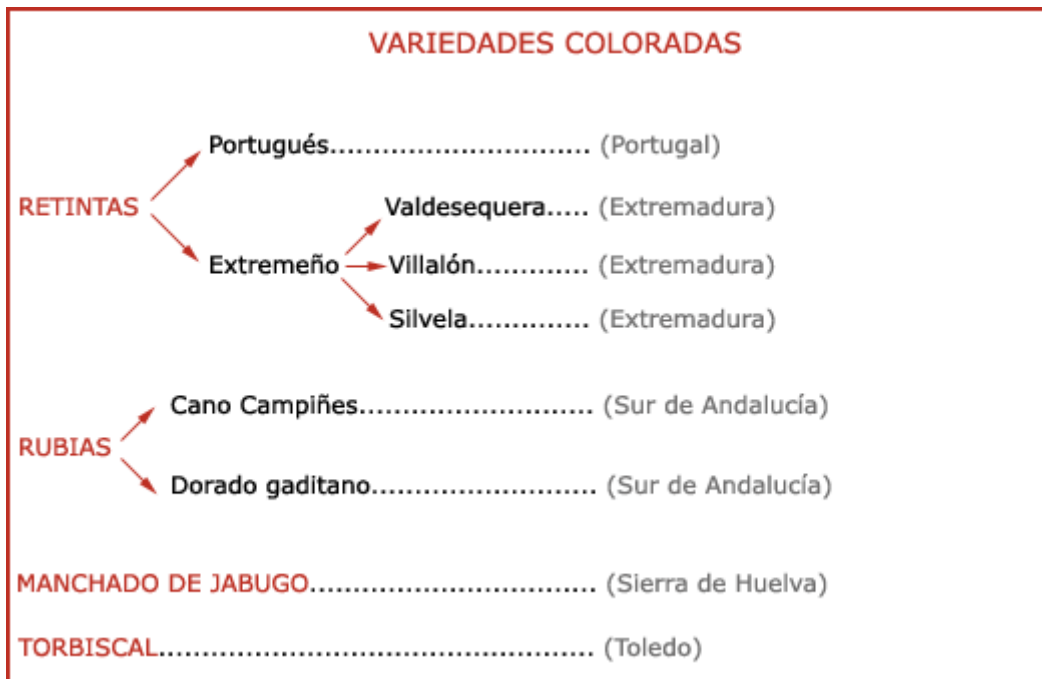 VARIEDADES COLORADAS
Portugués.............................. (Portugal)
RETINTAS
Valdesequera..... (Extremadura)
Extremeño
Villalón............. (Extremadura)
Silvela.............. (Extremadura)
Cano Campiñes........................... (Sur de Andalucía)
RUBIAS
Dorado gaditano.......................... (Sur de Andalucía)
MANCHADO DE JABUGO................................. (Sierra de Huelva)
TORBISCAL.................................................. (Toledo)